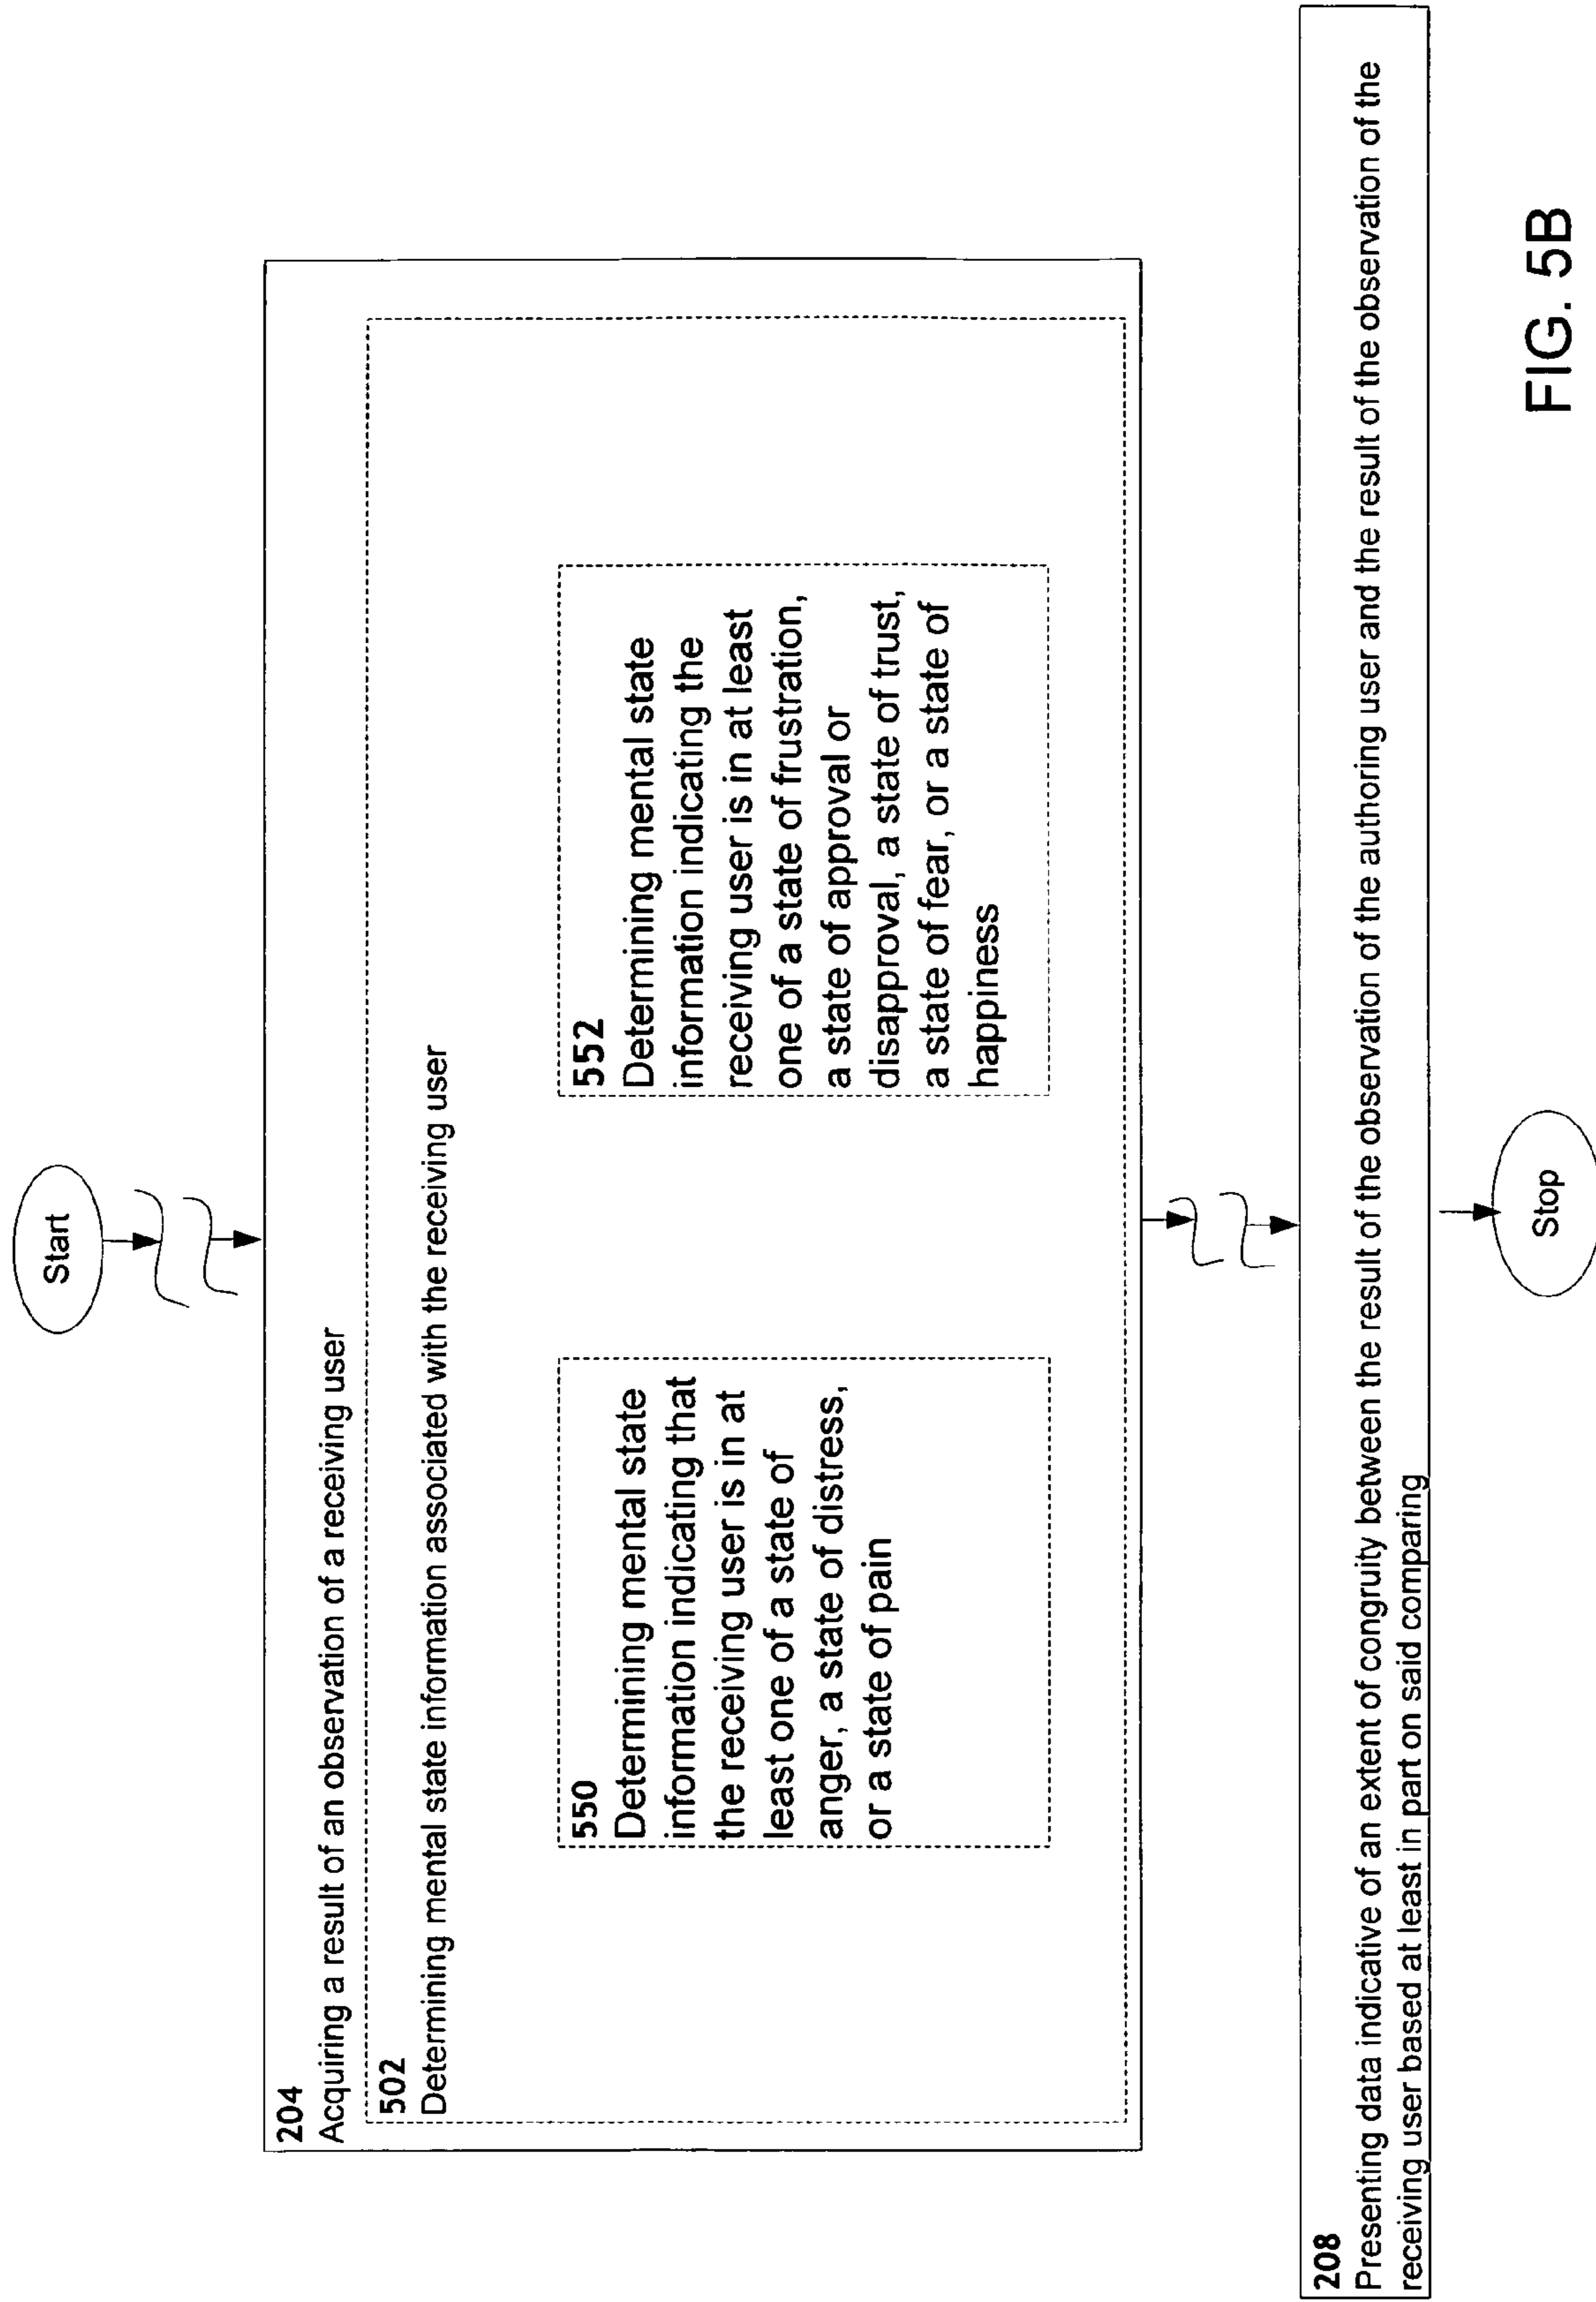 Start
204
Acquiring a result of an observation of a receiving user
502
Determining mental state information associated with the receiving user
550
Determining mental state
information indicating that
the receiving user is in at
least one of a state of
anger, a state of distress,
or a state of pain
552
Determining mental state
information indicating the
receiving user is in at least
one of a state of frustration,
a state of approval or
disapproval, a state of trust,
a state of fear, or a state of
happiness
208
Presenting data indicative of an extent of congruity between the result of the observation of the authoring user and the result of the observation of the
receiving user based at least in part on said comparing
Stop
FIG. 5B